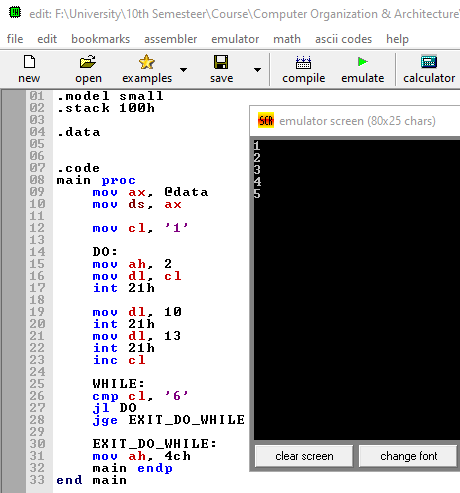 edit: F:\University\10th Semesteer\Course\Computer Organization & Architecture\
file edit bookmarks assembler emulator math ascii codes help
new open examples save compile emulate calculator
01 .model small
02 .stack 100h
03
04 .data
05
06
07 .code
08 main proc
09 mov ax, @data
10 mov ds, ax
11
12 mov cl, '1'
13
14 DO:
15 mov ah, 2
16 mov dl, cl
17 int 21h
18
19 mov dl, 10
20 int 21h
21 mov dl, 13
22 int 21h
23 inc cl
24
25 WHILE:
26 cmp cl, '6'
27 jl DO
28 jge EXIT_DO_WHILE
29
30 EXIT_DO_WHILE:
31 mov ah, 4ch
32 main endp
33 end main
SCR emulator screen (80x25 chars)
1
2
3
4
5
clear screen change font